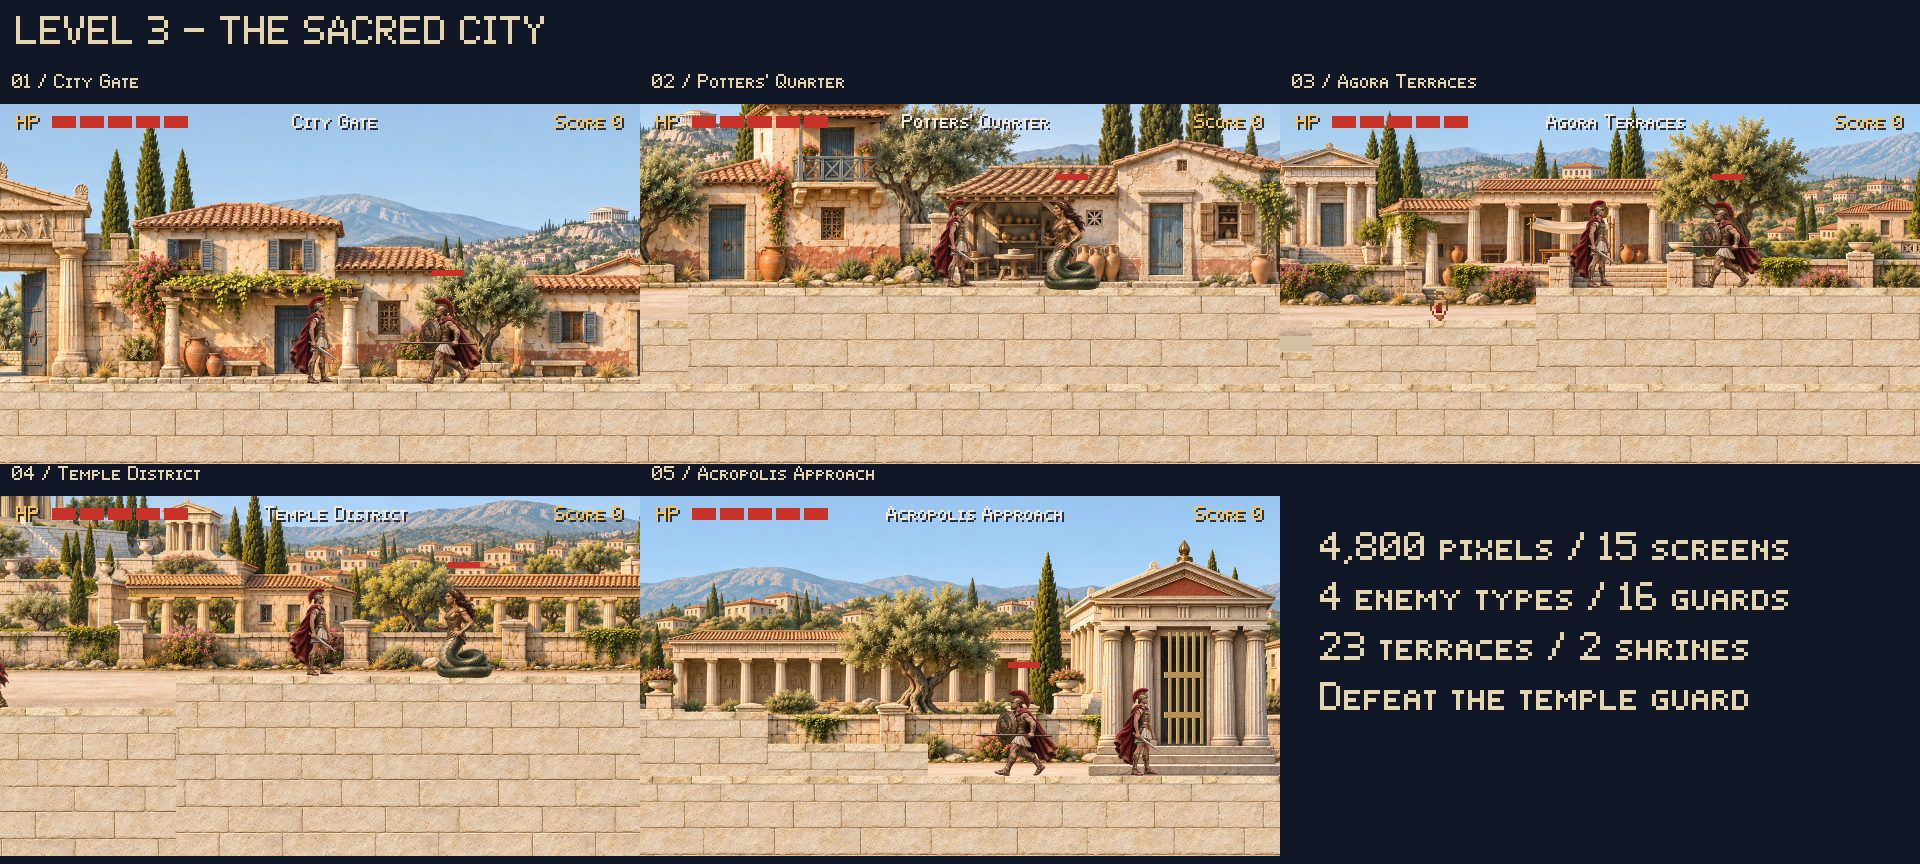 LEVEL 3 - THE SACRED CITY
01 / CITY GATE
02 / POTTERS' QUARTER
03 / AGORA TERRACES
HP CITY GATE SCORE 0
HP POTTERS' QUARTER SCORE 0
HP AGORA TERRACES SCORE 0
04 / TEMPLE DISTRICT
05 / ACROPOLIS APPROACH
HP TEMPLE DISTRICT SCORE 0
HP ACROPOLIS APPROACH SCORE 0
4,800 PIXELS / 15 SCREENS
4 ENEMY TYPES / 16 GUARDS
23 TERRACES / 2 SHRINES
DEFEAT THE TEMPLE GUARD